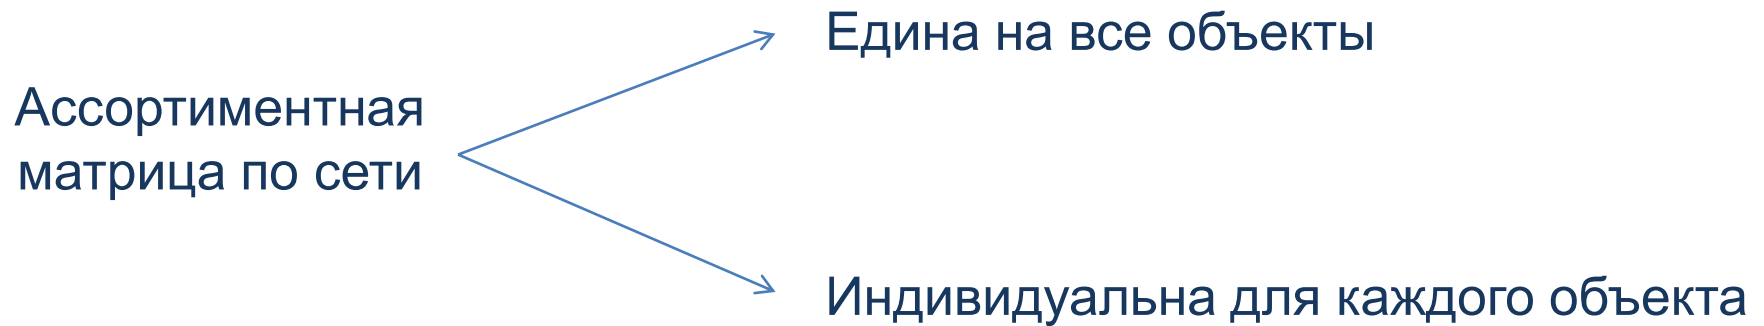 Едина на все объекты
Ассортиментная
матрица по сети
Индивидуальна для каждого объекта